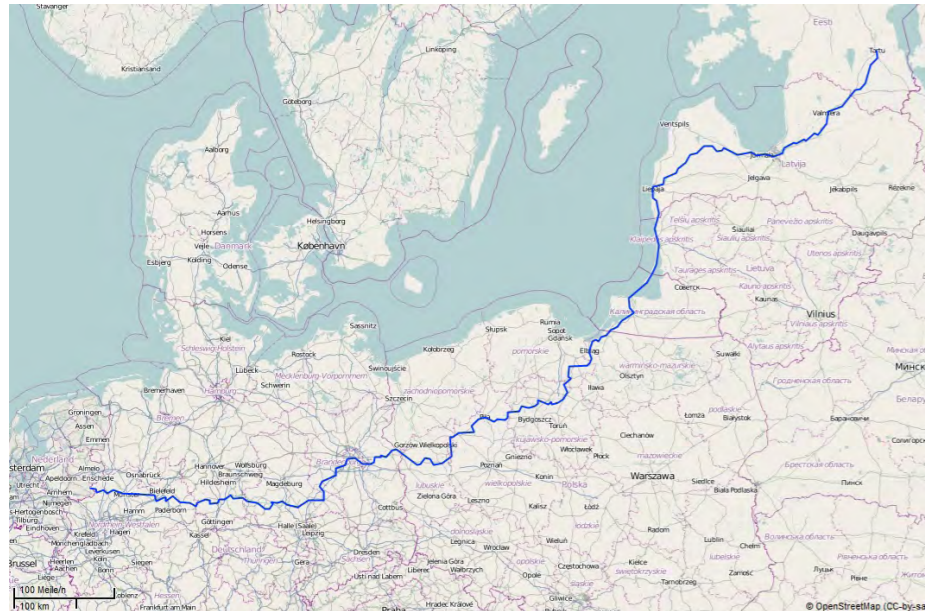 Stavanger
Eesti
Linköping
Tartu
Kristiansand
Göteborg
Valmiera
Ventspils
Aalborg
Latvija
Jelgava
Liepāja
Jēkabpils
Rēzekne
Aarhus
Helsingborg
Telšių apskritis
Panevėžio apskritis
Horsens
Danmark
København
Šiauliai
Šiaulių apskritis
Daugavpils
Vejle
Klaipėdos apskritis
Utenos apskritis
Esbjerg
Kolding
Odense
Tauragės apskritis
Lietuva
Kauno apskritis
Советск
Kaunas
Калининградская область
Vilnius
Vilniaus apskritis
Sassnitz
Słupsk
Rumia
Sopot
Gdańsk
Kiel
Alytaus apskritis
Schleswig-Holstein
Rostock
Kołobrzeg
pomorskie
Elbląg
Suwałki
Минская об
Lübeck
Świnoujście
warmińsko-mazurskie
МИНСК
Mecklenburg-Vorpommern
Olsztyn
Гродненская область
Bremerhaven
Hamburg
Schwerin
zachodniopomorskie
Iława
Беларус
Groningen
Szczecin
podlaskie
Łomża
Białystok
Барановичи
Assen
Bremen
Piła
Bydgoszcz
Toruń
Emmen
Ciechanów
Солигорск
Gorzów Wielkopolski
kujawsko-pomorskie
Włocławek
mazowieckie
Nederland
Hannover
Wolfsburg
Brandenburg
Gniezno
Płock
Брестская область
sterdam
Almelo
Osnabrück
Braunschweig
Poznań
Apeldoorn
Enschede
Hildesheim
lubuskie
wielkopolskie
Konin
Warszawa
Siedlce
Utrecht
Magdeburg
Polska
Biała Podlaska
Пинск
Arnhem
Münster
Bielefeld
Zielona Góra
Leszno
Nijmegen
Paderborn
Cottbus
Kalisz
Łódź
s-Hertogenbosch
Hamm
Göttingen
Halle (Saale)
łódzkie
Radom
Tilburg
Nordrhein-Westfalen
Kassel
Leipzig
dolnośląskie
Волинська область
Eindhoven
Krefeld
Hagen
Legnica
Wieluń
lubelskie
Chełm
Mönchengladbach
Deutschland
Sachsen
Dresden
Wrocław
Kielce
Brussel
Leverkusen
Siegen
Thüringen
Gera
Jelenia Góra
Częstochowa
Zamość
Луцьк
Рівненська область
Köln
Hessen
Ústí nad Labem
Liberec
Wałbrzych
Opole
świętokrzyskie
Рівне
Liège
Bonn
opolskie
Tarnobrzeg
100 Meile/n
Koblenz
100 km
Frankfurt am Main
Praha
Hradec Králové
© OpenStreetMap (CC-by-sa